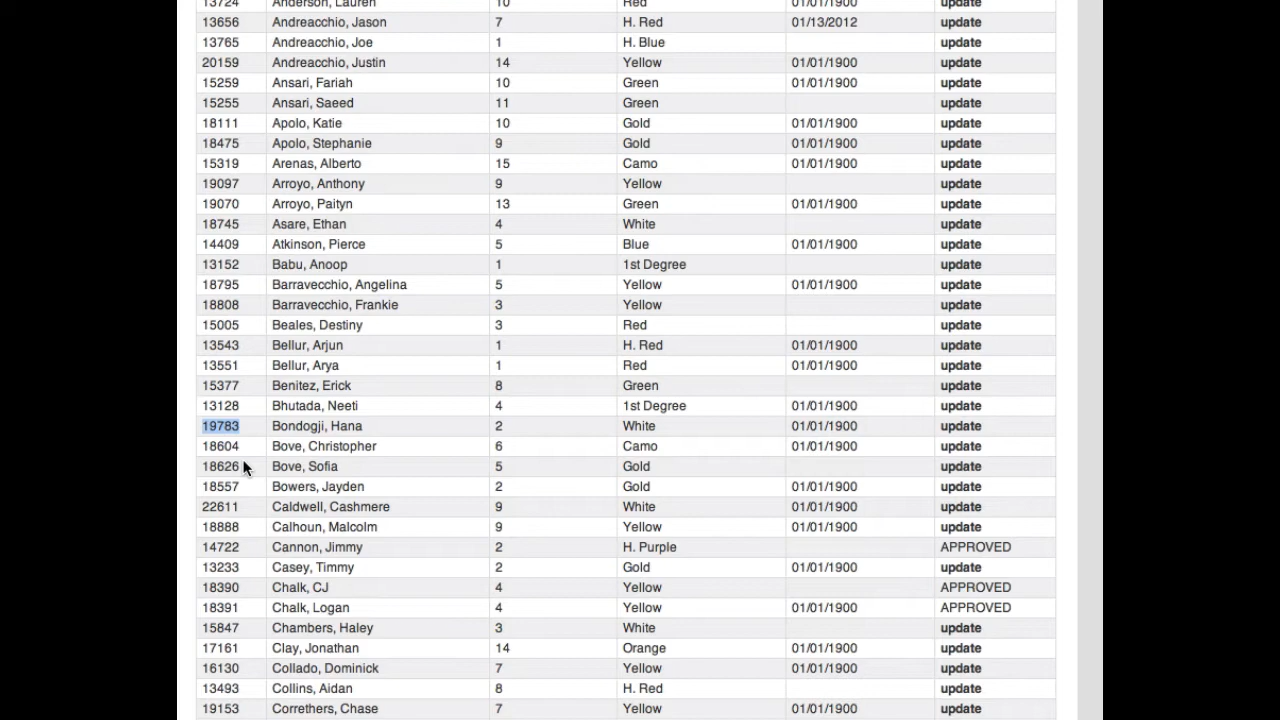 13724 Anderson, Lauren 10 Red 01/01/1900 update
13656 Andreacchio, Jason 7 H. Red 01/13/2012 update
13765 Andreacchio, Joe 1 H. Blue update
20159 Andreacchio, Justin 14 Yellow 01/01/1900 update
15259 Ansari, Fariah 10 Green 01/01/1900 update
15255 Ansari, Saeed 11 Green update
18111 Apolo, Katie 10 Gold 01/01/1900 update
18475 Apolo, Stephanie 9 Gold 01/01/1900 update
15319 Arenas, Alberto 15 Camo 01/01/1900 update
19097 Arroyo, Anthony 9 Yellow update
19070 Arroyo, Paityn 13 Green 01/01/1900 update
18745 Asare, Ethan 4 White update
14409 Atkinson, Pierce 5 Blue 01/01/1900 update
13152 Babu, Anoop 1 1st Degree update
18795 Barravecchio, Angelina 5 Yellow 01/01/1900 update
18808 Barravecchio, Frankie 3 Yellow update
15005 Beales, Destiny 3 Red update
13543 Bellur, Arjun 1 H. Red 01/01/1900 update
13551 Bellur, Arya 1 Red 01/01/1900 update
15377 Benitez, Erick 8 Green update
13128 Bhutada, Neeti 4 1st Degree 01/01/1900 update
19783 Bondogji, Hana 2 White 01/01/1900 update
18604 Bove, Christopher 6 Camo 01/01/1900 update
18626 Bove, Sofia 5 Gold update
18557 Bowers, Jayden 2 Gold 01/01/1900 update
22611 Caldwell, Cashmere 9 White 01/01/1900 update
18888 Calhoun, Malcolm 9 Yellow 01/01/1900 update
14722 Cannon, Jimmy 2 H. Purple APPROVED
13233 Casey, Timmy 2 Gold 01/01/1900 update
18390 Chalk, CJ 4 Yellow APPROVED
18391 Chalk, Logan 4 Yellow 01/01/1900 APPROVED
15847 Chambers, Haley 3 White update
17161 Clay, Jonathan 14 Orange 01/01/1900 update
16130 Collado, Dominick 7 Yellow 01/01/1900 update
13493 Collins, Aidan 8 H. Red update
19153 Correthers, Chase 7 Yellow 01/01/1900 update